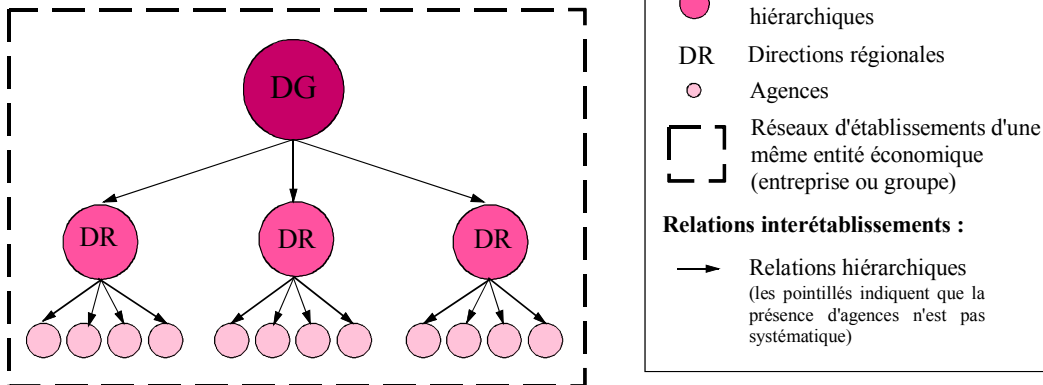 DG
DR DR DR
hiérarchiques
DR Directions régionales
Agences
Réseaux d'établissements d'une
même entité économique
(entreprise ou groupe)
Relations interétablissements :
Relations hiérarchiques
(les pointillés indiquent que la
présence d'agences n'est pas
systématique)